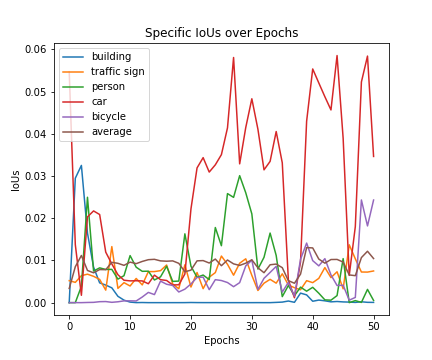 Specific IoUs over Epochs
0.06
0.05
0.04
0.03
0.02
0.01
0.00
IoUs
building
traffic sign
person
car
bicycle
average
0 10 20 30 40 50
Epochs